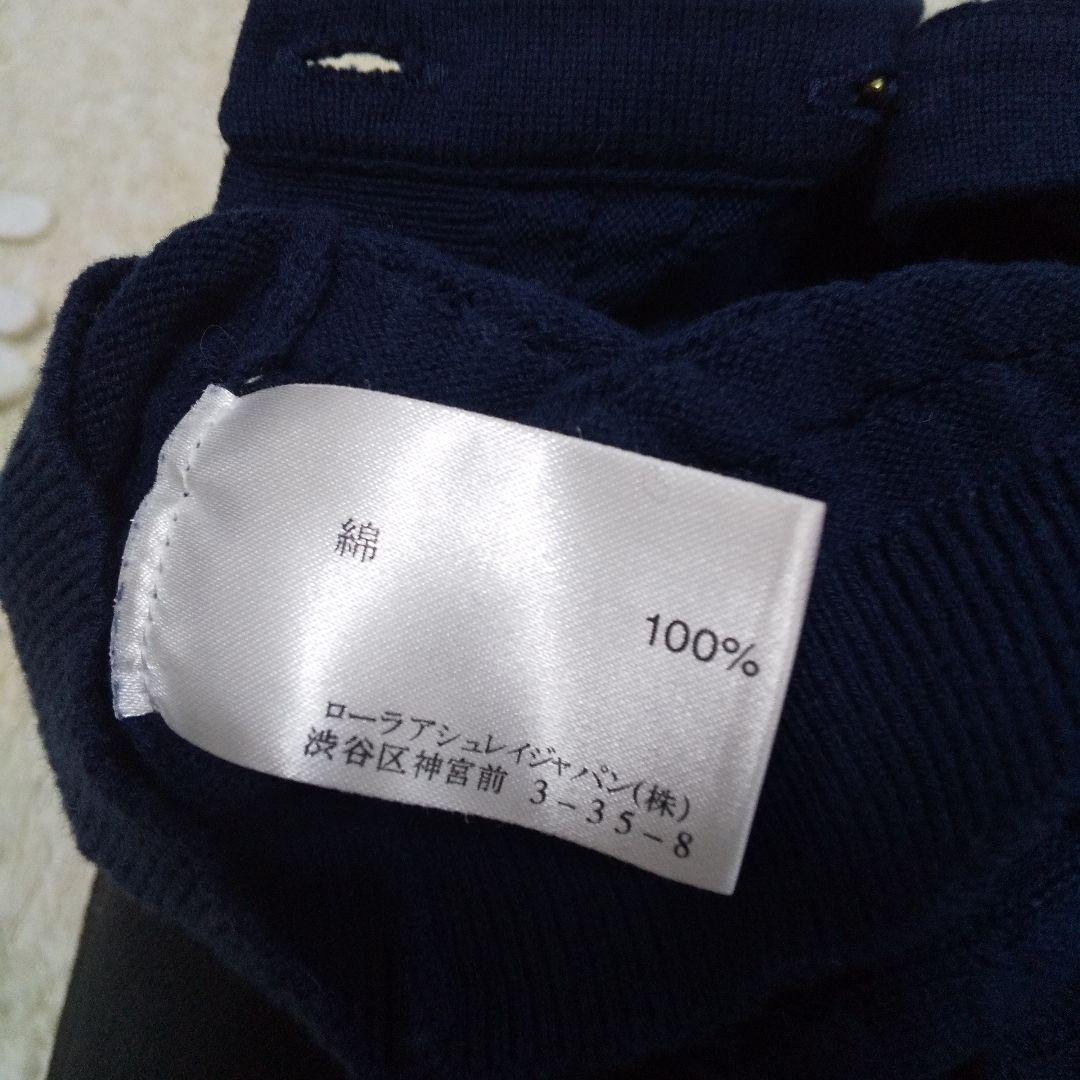 綿
100%
ローラアシュレイジャパン(株)
渋谷区神宮前 3-35-8